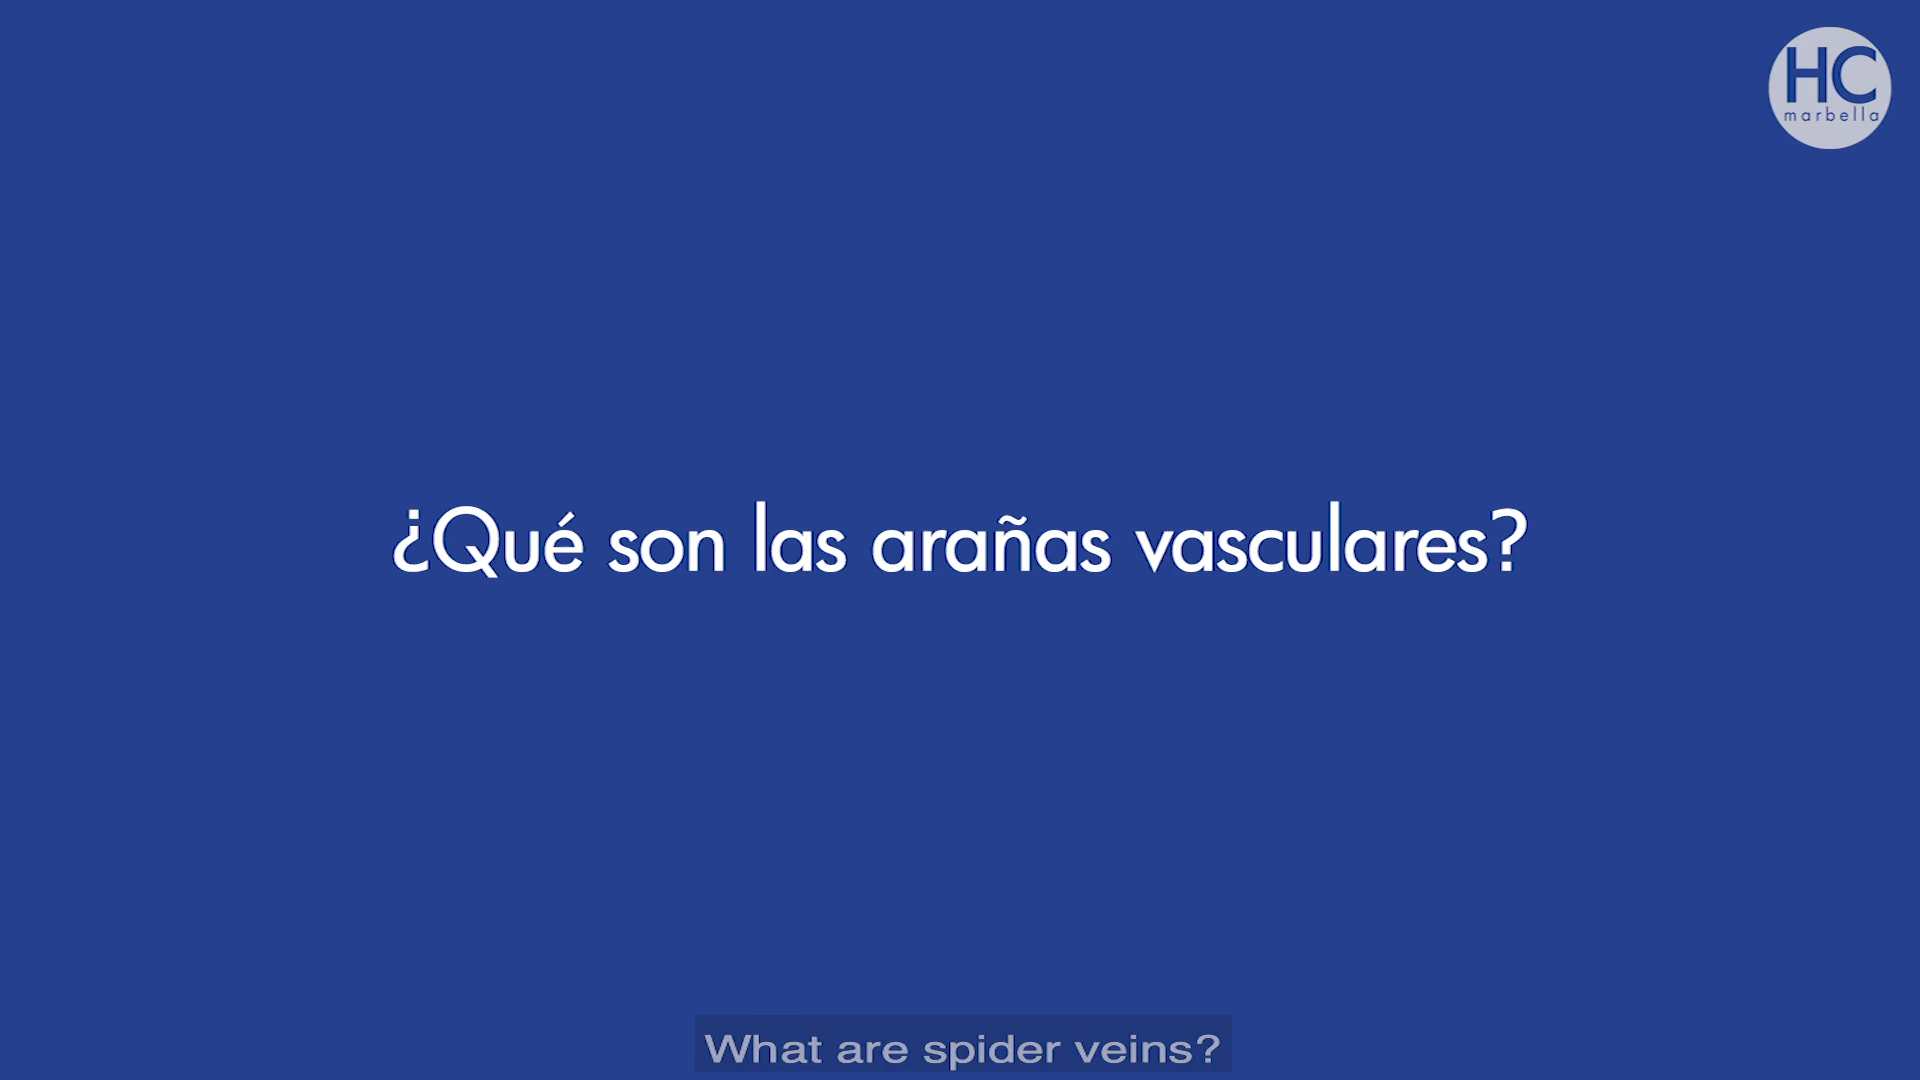 HC
marbella
¿Qué son las arañas vasculares?
What are spider veins?